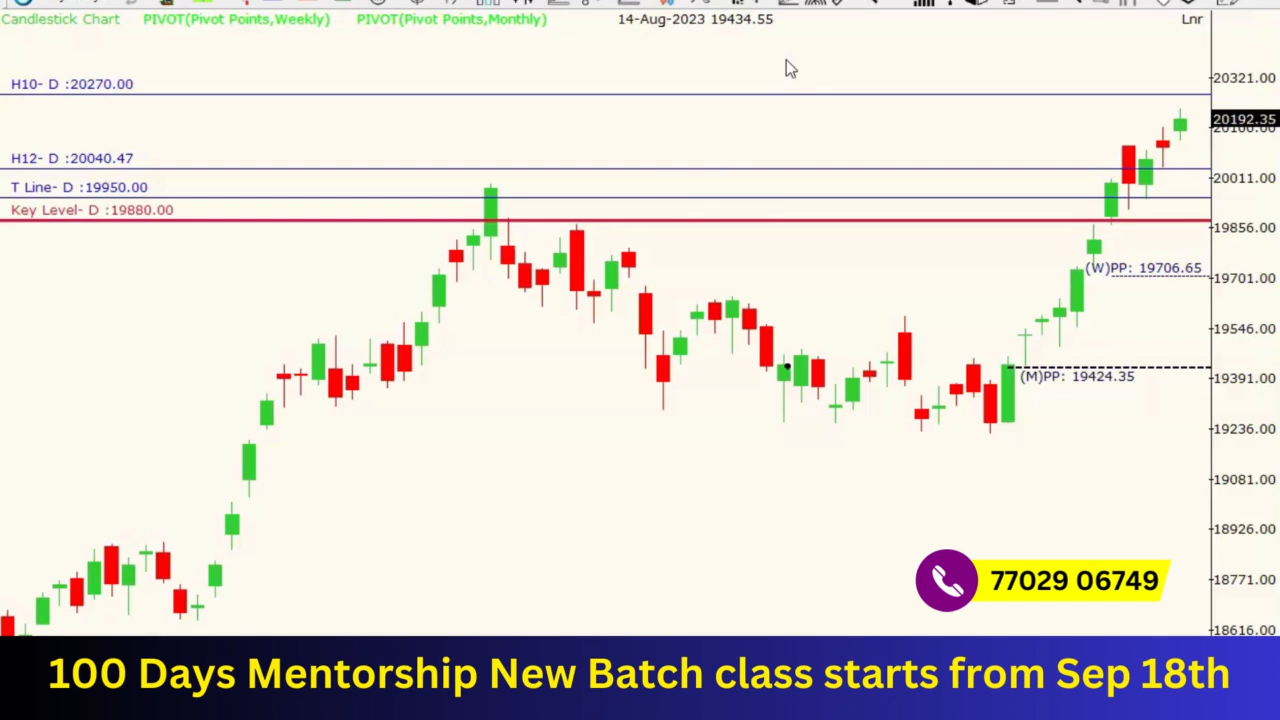 Candlestick Chart PIVOT(Pivot Points,Weekly) PIVOT(Pivot Points,Monthly) 14-Aug-2023 19434.55 Lnr
20321.00
H10- D :20270.00
20192.35
20166.00
H12- D :20040.47
20011.00
T Line- D :19950.00
Key Level- D :19880.00
19856.00
(W)PP: 19706.65
19701.00
19546.00
(M)PP: 19424.35
19391.00
19236.00
19081.00
18926.00
77029 06749
18771.00
18616.00
100 Days Mentorship New Batch class starts from Sep 18th